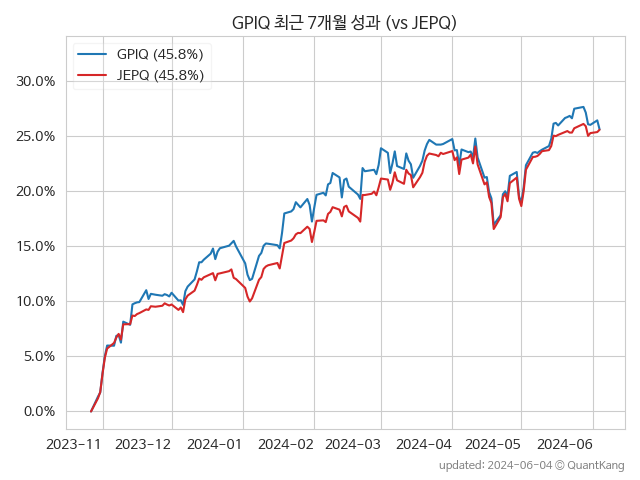 GPIQ 최근 7개월 성과 (vs JEPQ)
GPIQ (45.8%)
JEPQ (45.8%)
30.0%
25.0%
20.0%
15.0%
10.0%
5.0%
0.0%
2023-11 2023-12 2024-01 2024-02 2024-03 2024-04 2024-05 2024-06
updated: 2024-06-04 © QuantKang